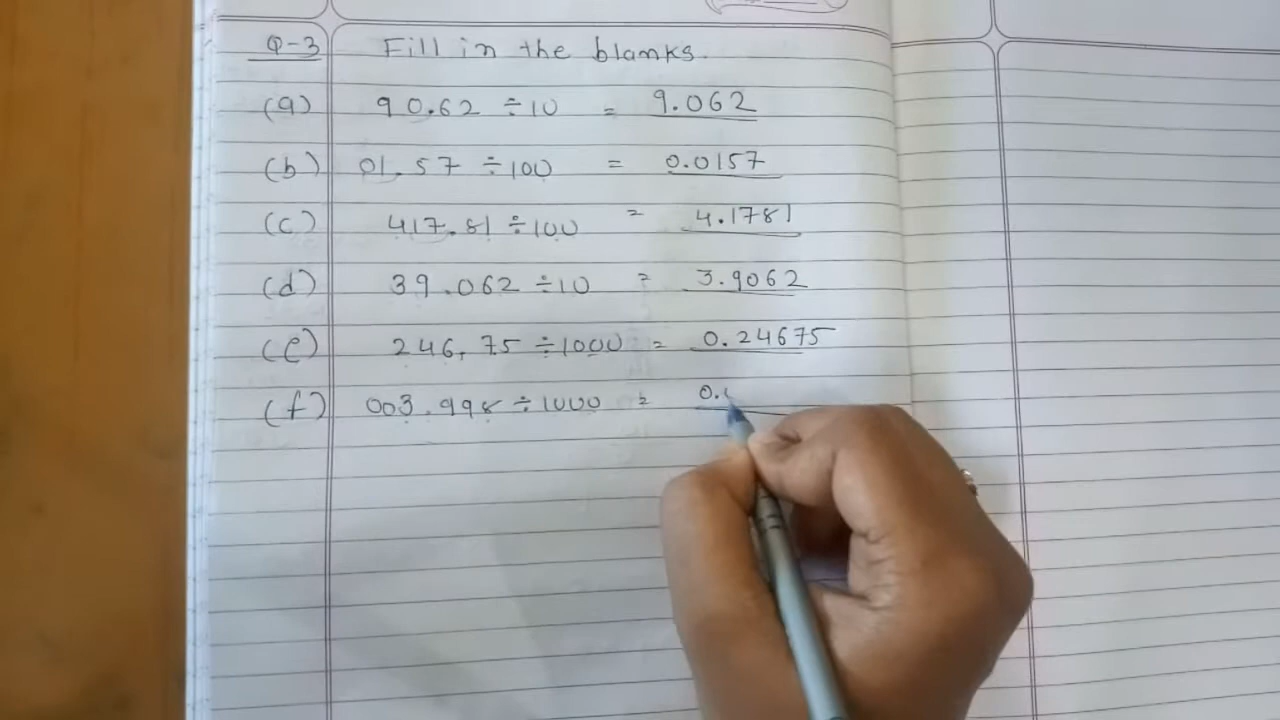 Q-3 Fill in the blanks.
(a) 90.62 ÷10 = 9.062
(b) 01.57 ÷100 = 0.0157
(c) 417.81 ÷100 = 4.1781
(d) 39.062 ÷10 = 3.9062
(e) 246.75 ÷1000 = 0.24675
(f) 003.998 ÷1000 = 0.